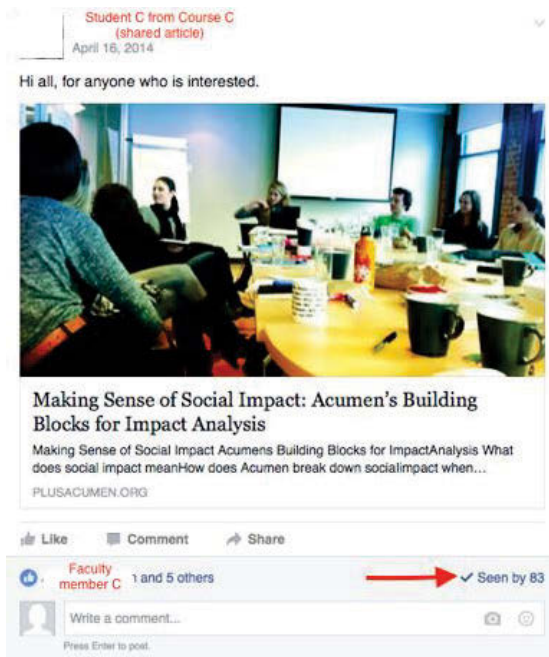 Student C from Course C
(shared article)
April 16, 2014
Hi all, for anyone who is interested.
Making Sense of Social Impact: Acumen's Building
Blocks for Impact Analysis
Making Sense of Social Impact Acumens Building Blocks for ImpactAnalysis What
does social impact meanHow does Acumen break down socialimpact when...
PLUSACUMEN.ORG
Like Comment Share
Faculty
member C and 5 others Seen by 83
Write a comment...
Press Enter to post.